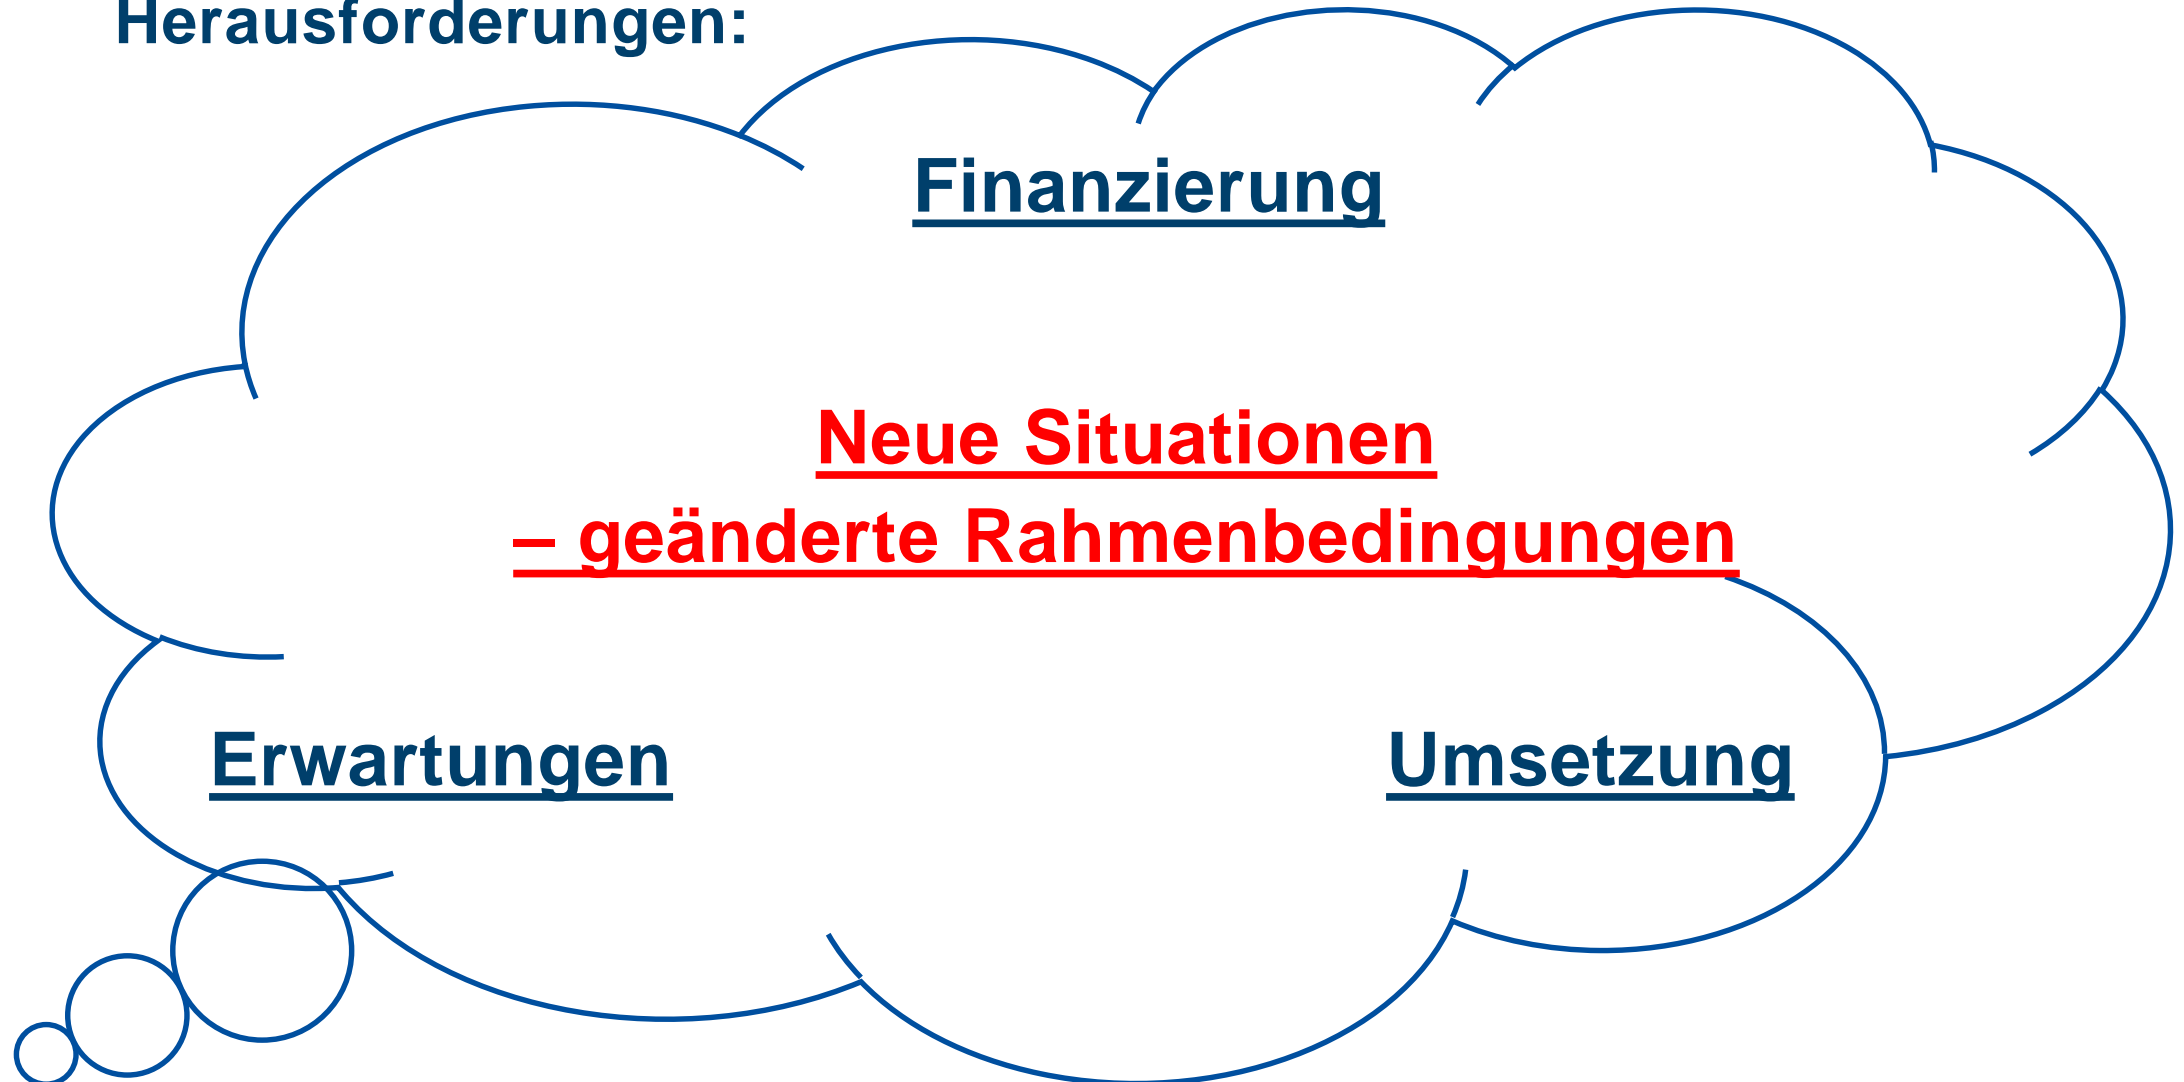 Herausforderungen:
Finanzierung
Neue Situationen
– geänderte Rahmenbedingungen
Erwartungen
Umsetzung